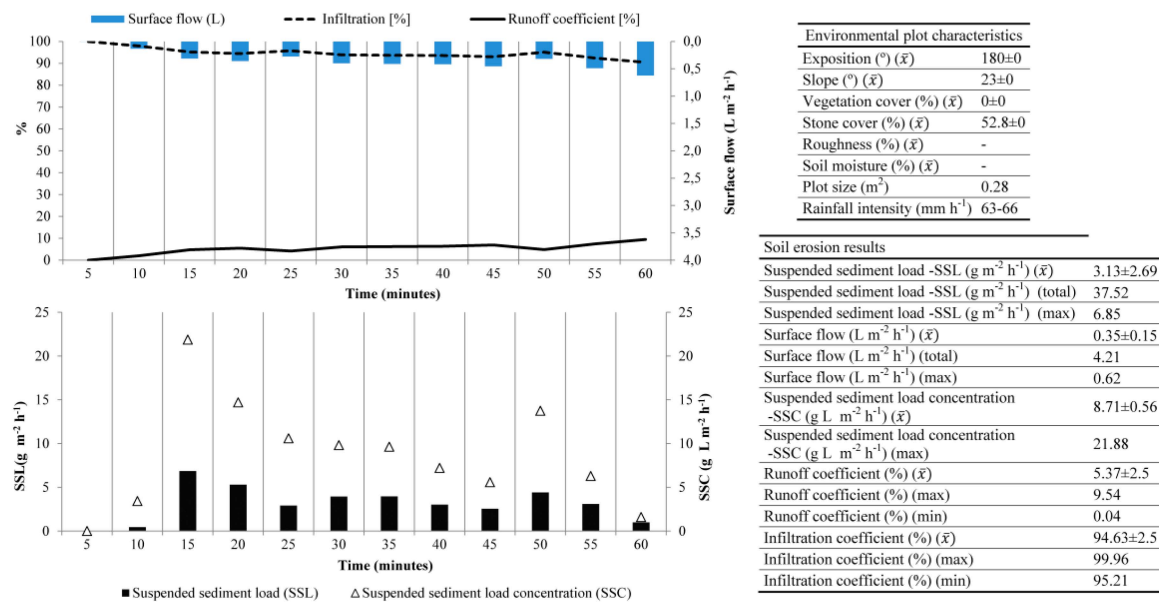 Surface flow (L) Infiltration [%] Runoff coefficient [%]
100 90 80 70 60 50 40 30 20 10 0
%
0,0 0,5 1,0 1,5 2,0 2,5 3,0 3,5 4,0
Surface flow (L m⁻² h⁻¹)
5 10 15 20 25 30 35 40 45 50 55 60
Time (minutes)
25 20 15 10 5 0
SSL(g m⁻² h⁻¹)
25 20 15 10 5 0
SSC (g L m⁻² h⁻¹)
5 10 15 20 25 30 35 40 45 50 55 60
Time (minutes)
Suspended sediment load (SSL) Suspended sediment load concentration (SSC)
Environmental plot characteristics
Exposition (º) (x̄) 180±0
Slope (º) (x̄) 23±0
Vegetation cover (%) (x̄) 0±0
Stone cover (%) (x̄) 52.8±0
Roughness (%) (x̄) -
Soil moisture (%) (x̄) -
Plot size (m²) 0.28
Rainfall intensity (mm h⁻¹) 63-66
Soil erosion results
Suspended sediment load -SSL (g m⁻² h⁻¹) (x̄) 3.13±2.69
Suspended sediment load -SSL (g m⁻² h⁻¹) (total) 37.52
Suspended sediment load -SSL (g m⁻² h⁻¹) (max) 6.85
Surface flow (L m⁻² h⁻¹) (x̄) 0.35±0.15
Surface flow (L m⁻² h⁻¹) (total) 4.21
Surface flow (L m⁻² h⁻¹) (max) 0.62
Suspended sediment load concentration
-SSC (g L m⁻² h⁻¹) (x̄) 8.71±0.56
Suspended sediment load concentration
-SSC (g L m⁻² h⁻¹) (max) 21.88
Runoff coefficient (%) (x̄) 5.37±2.5
Runoff coefficient (%) (max) 9.54
Runoff coefficient (%) (min) 0.04
Infiltration coefficient (%) (x̄) 94.63±2.5
Infiltration coefficient (%) (max) 99.96
Infiltration coefficient (%) (min) 95.21